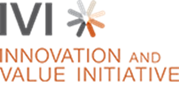 IVI
INNOVATION AND
VALUE INITIATIVE